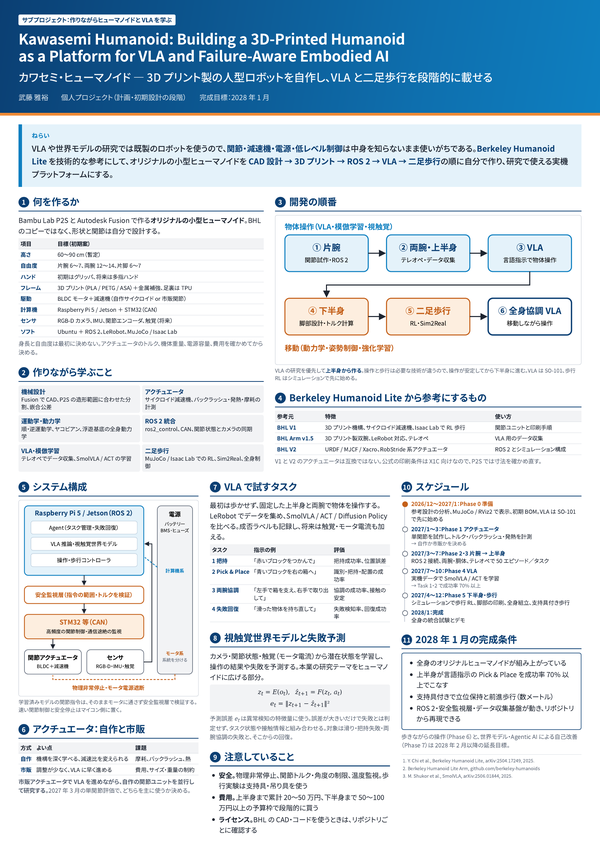 サブプロジェクト：作りながらヒューマノイドと VLA を学ぶ
Kawasemi Humanoid: Building a 3D-Printed Humanoid
as a Platform for VLA and Failure-Aware Embodied AI
カワセミ・ヒューマノイド — 3D プリント製の人型ロボットを自作し、VLA と二足歩行を段階的に載せる
武藤 雅裕　個人プロジェクト（計画・初期設計の段階）　完成目標：2028 年 1 月
ねらい
VLA や世界モデルの研究では既製のロボットを使うので、関節・減速機・電源・低レベル制御は中身を知らないまま使いがちである。Berkeley Humanoid
Lite を技術的な参考にして、オリジナルの小型ヒューマノイドを CAD 設計 → 3D プリント → ROS 2 → VLA → 二足歩行の順に自分で作り、研究で使える実機
プラットフォームにする。
1 何を作るか
Bambu Lab P2S と Autodesk Fusion で作るオリジナルの小型ヒューマノイド。BHL
のコピーではなく、形状と関節は自分で設計する。
項目 目標（初期案）
高さ 60〜90 cm（暫定）
自由度 片腕 6〜7、両腕 12〜14、片脚 6〜7
ハンド 初期はグリッパ、将来は多指ハンド
フレーム 3D プリント（PLA / PETG / ASA）＋金属補強、足裏は TPU
駆動 BLDC モータ＋減速機（自作サイクロイド or 市販関節）
計算機 Raspberry Pi 5 / Jetson ＋ STM32（CAN）
センサ RGB-D カメラ、IMU、関節エンコーダ、触覚（将来）
ソフト Ubuntu ＋ ROS 2、LeRobot、MuJoCo / Isaac Lab
身長と自由度は最初に決めない。アクチュエータのトルク、機体重量、電源容量、費用を確かめてから
決める。
2 作りながら学ぶこと
機械設計
Fusion で CAD、P2S の造形範囲に合わせた分
割、嵌合公差
アクチュエータ
サイクロイド減速機、バックラッシュ・発熱・摩耗の
計測
運動学・動力学
順・逆運動学、ヤコビアン、浮遊基底の全身動力
学
ROS 2 統合
ros2_control、CAN、関節状態とカメラの同期
VLA・模倣学習
テレオペでデータ収集、SmolVLA / ACT の学習
二足歩行
MuJoCo / Isaac Lab での RL、Sim2Real、全身制
御
3 開発の順番
物体操作（VLA・模倣学習・視触覚）
① 片腕
関節試作・ROS 2
② 両腕・上半身
テレオペ・データ収集
③ VLA
言語指示で物体操作
④ 下半身
脚部設計・トルク計算
⑤ 二足歩行
RL・Sim2Real
⑥ 全身協調 VLA
移動しながら操作
移動（動力学・姿勢制御・強化学習）
VLA の研究を優先して上半身から作る。操作と歩行は必要な技術が違うので、操作が安定してから下半身に進む。VLA は SO-101、歩行
RL はシミュレーションで先に始める。
4 Berkeley Humanoid Lite から参考にするもの
参考元 特徴 使い方
BHL V1 3D プリント機構、サイクロイド減速機、Isaac Lab で RL 歩行 関節ユニットと印刷手順
BHL Arm v1.5 3D プリント製双腕、LeRobot 対応、テレオペ VLA 用のデータ収集
BHL V2 URDF / MJCF / Xacro、RobStride 系アクチュエータ ROS 2 とシミュレーション構成
V1 と V2 のアクチュエータは互換ではない。公式の印刷条件は X1C 向けなので、P2S では寸法を確かめ直す。
5 システム構成
Raspberry Pi 5 / Jetson（ROS 2）
Agent（タスク管理・失敗回復）
VLA 推論・視触覚世界モデル
操作・歩行コントローラ
電源
バッテリー
BMS・ヒューズ
計算機系
安全監視層（指令の範囲・トルクを検証）
STM32 等（CAN）
高頻度の関節制御・通信途絶の監視
関節アクチュエータ
BLDC＋減速機
センサ
RGB-D・IMU・触覚
モータ系
系統を分ける
物理非常停止・モータ電源遮断
学習済みモデルの関節指令は、そのままモータに通さず安全監視層で検証する。
速い関節制御と安全停止はマイコン側に置く。
6 アクチュエータ：自作と市販
方式 よい点 課題
自作 機構を深く学べる、減速比を変えられる 摩耗、バックラッシュ、熱
市販 調整が少なく、VLA に早く進める 費用、サイズ・重量の制約
市販アクチュエータで VLA を進めながら、自作の関節ユニットを並行し
て研究する。2027 年 3 月の単関節評価で、どちらを主に使うか決める。
7 VLA で試すタスク
最初は歩かせず、固定した上半身と両腕で物体を操作する。
LeRobot でデータを集め、SmolVLA / ACT / Diffusion Policy
を比べる。成否ラベルも記録し、将来は触覚・モータ電流も加
える。
タスク 指示の例 評価
1 把持 「赤いブロックをつかんで」 把持成功率、位置誤差
2 Pick & Place 「青いブロックを右の箱へ」 識別・把持・配置の成
功率
3 両腕協調 「左手で箱を支え、右手で取り出
して」 協調の成功率、接触の
安定
4 失敗回復 「滑った物体を持ち直して」 失敗検知率、回復成功
率
8 視触覚世界モデルと失敗予測
カメラ・関節状態・触覚（モータ電流）から潜在状態を学習し、操
作の結果や失敗を予測する。本業の研究テーマをヒューマノイ
ドに広げる部分。
zt = E(ot), ẑt+1 = F(zt, at)
et = ‖zt+1 − ẑt+1‖²
予測誤差 et は異常検知の特徴量に使う。誤差が大きいだけで失敗とは判
定せず、タスク状態や接触情報と組み合わせる。対象は滑り・把持失敗・両
腕協調の失敗と、そこからの回復。
9 注意していること
• 安全。物理非常停止、関節トルク・角度の制限、温度監視。歩
行実験は支持具・吊り具を使う
• 費用。上半身まで累計 20〜50 万円、下半身まで 50〜100
万円以上の予算枠で段階的に買う
• ライセンス。BHL の CAD・コードを使うときは、リポジトリご
とに確認する
10 スケジュール
2026/12〜2027/1：Phase 0 準備
参考設計の分析、MuJoCo / RViz2 で表示、初期 BOM。VLA は SO-101
で先に始める
2027/1〜3：Phase 1 アクチュエータ
単関節を試作し、トルク・バックラッシュ・発熱を計測
→ 自作か市販かを決める
2027/3〜7：Phase 2・3 片腕 → 上半身
ROS 2 接続、両腕・胴体、テレオペで 50 エピソード／タスク
2027/7〜10：Phase 4 VLA
実機データで SmolVLA / ACT を学習
→ Task 1-2 で成功率 70% 以上
2027/4〜12：Phase 5 下半身・歩行
シミュレーションで歩行 RL、脚部の印刷、全身組立、支持具付き歩行
2028/1：完成
全身の統合試験とデモ
11 2028 年 1 月の完成条件
• 全身のオリジナルヒューマノイドが組み上がっている
• 上半身が言語指示の Pick & Place を成功率 70% 以
上でこなす
• 支持具付きで立位保持と前進歩行（数メートル）
• ROS 2・安全監視層・データ収集基盤が動き、リポジトリ
から再現できる
歩きながらの操作（Phase 6）と、世界モデル・Agentic AI による自己改善
（Phase 7）は 2028 年 2 月以降の延長目標。
1. Y. Chi et al., Berkeley Humanoid Lite, arXiv:2504.17249, 2025.
2. Berkeley Humanoid Lite Arm, github.com/berkeley-humanoids
3. M. Shukor et al., SmolVLA, arXiv:2506.01844, 2025.